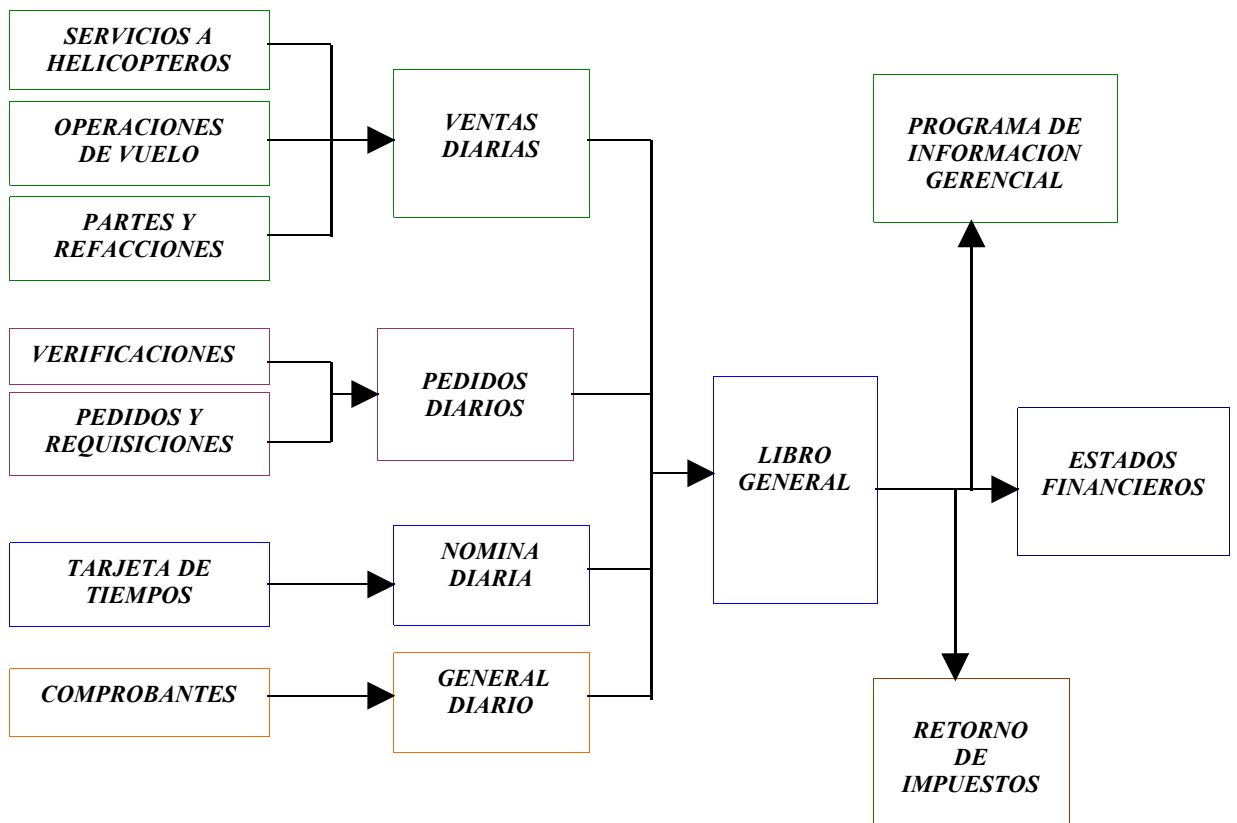 SERVICIOS A
HELICOPTEROS
OPERACIONES
DE VUELO
PARTES Y
REFACCIONES
VERIFICACIONES
PEDIDOS Y
REQUISICIONES
TARJETA DE
TIEMPOS
COMPROBANTES
VENTAS
DIARIAS
PEDIDOS
DIARIOS
NOMINA
DIARIA
GENERAL
DIARIO
LIBRO
GENERAL
PROGRAMA DE
INFORMACION
GERENCIAL
ESTADOS
FINANCIEROS
RETORNO
DE
IMPUESTOS